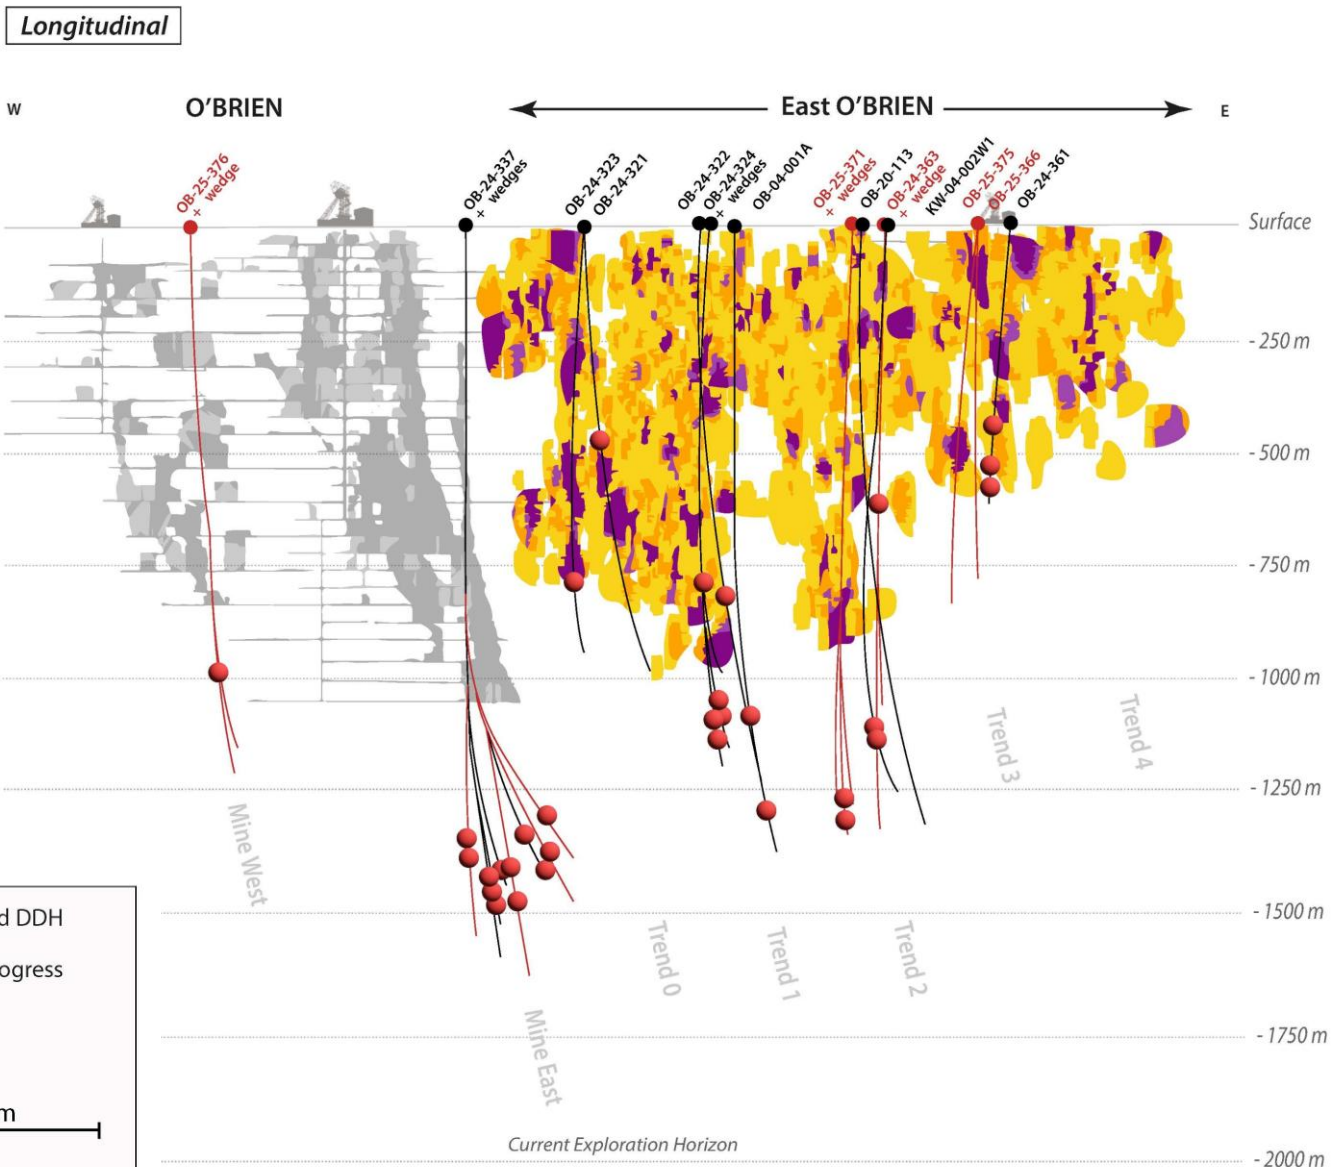 Longitudinal
W
O'BRIEN
East O'BRIEN
E
OB-25-376
+ wedge
OB-24-337
+ wedges
OB-24-323
OB-24-321
OB-24-322
OB-24-324
+ wedges
OB-04-001A
OB-25-371
+ wedges
OB-20-113
OB-24-363
+ wedge
KW-04-002W1
OB-25-375
OB-25-366
OB-24-361
Surface
- 250 m
- 500 m
- 750 m
- 1000 m
Trend 3
Trend 4
- 1250 m
Mine West
d DDH
- 1500 m
ogress
Trend 0
Trend 1
Trend 2
Mine East
- 1750 m
m
Current Exploration Horizon
- 2000 m